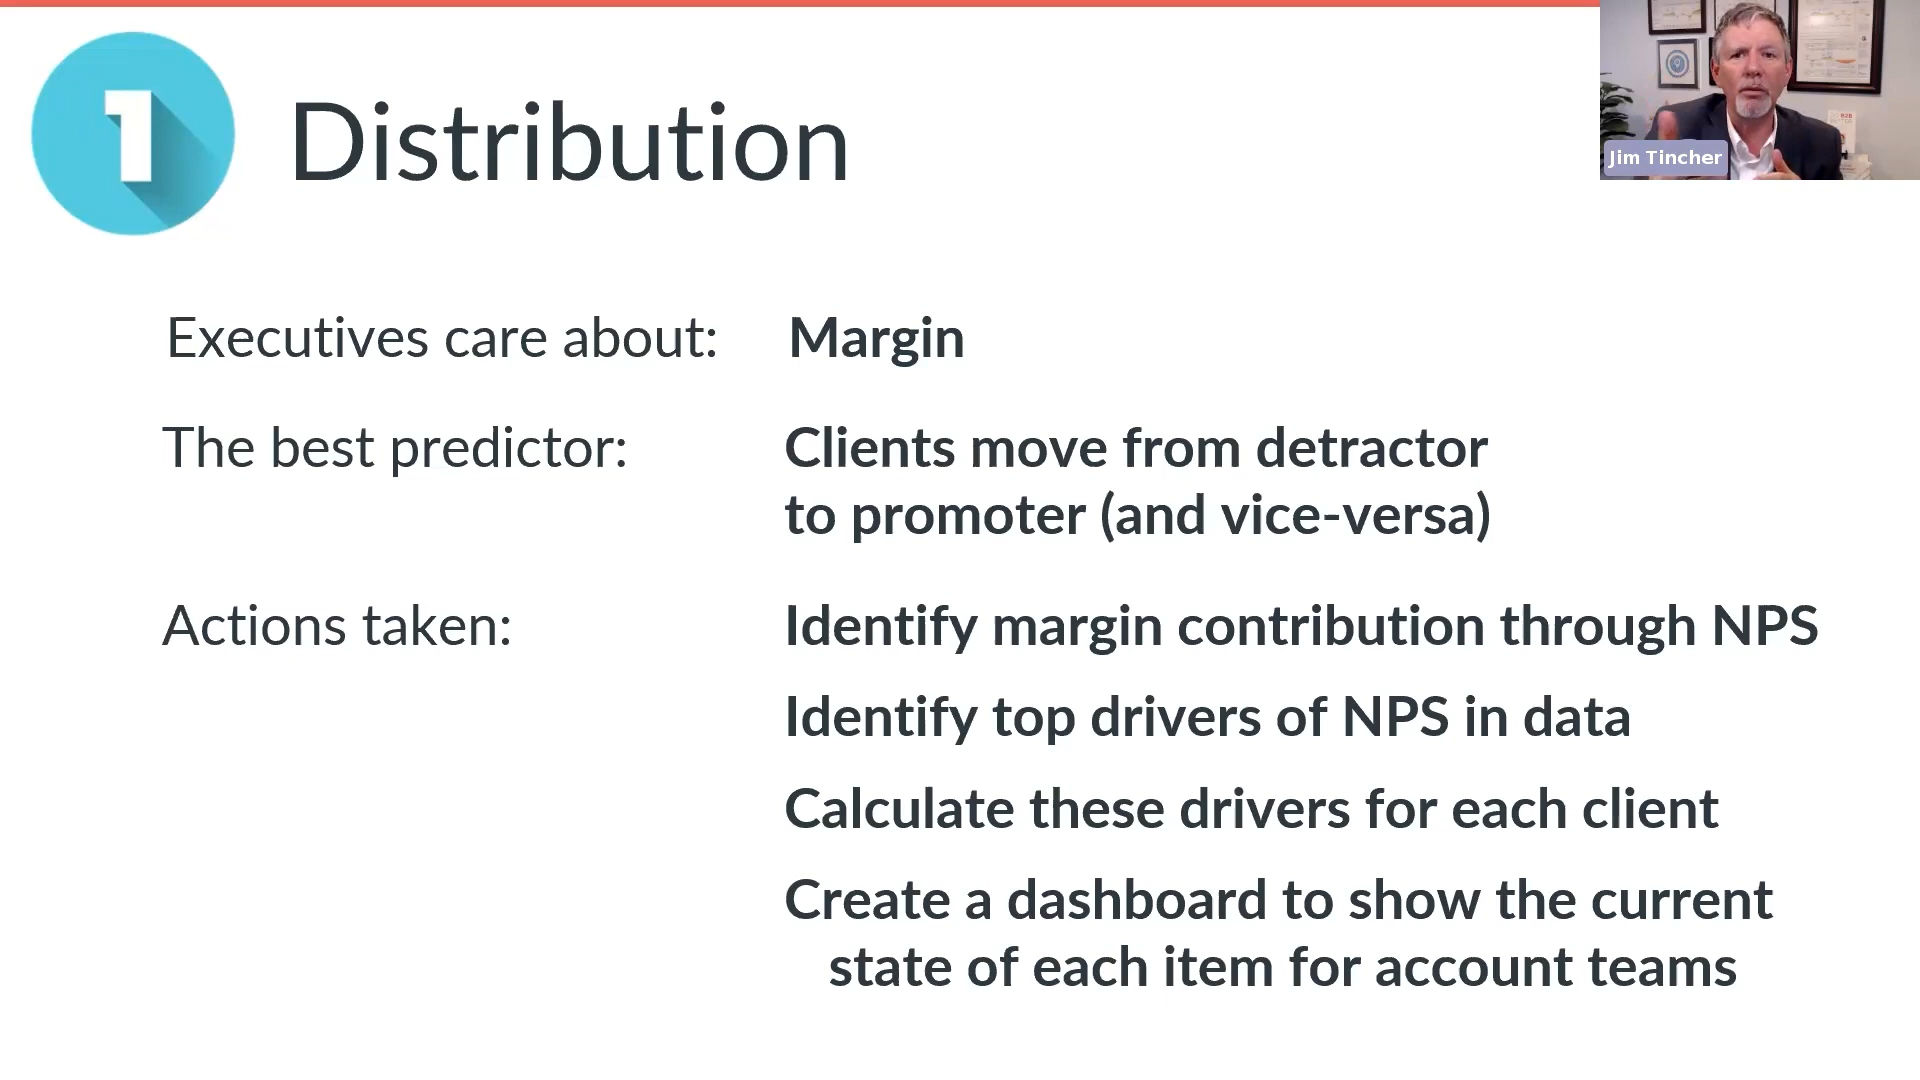 1
Distribution
Jim Tincher
Executives care about: Margin
The best predictor: Clients move from detractor
to promoter (and vice-versa)
Actions taken: Identify margin contribution through NPS
Identify top drivers of NPS in data
Calculate these drivers for each client
Create a dashboard to show the current
state of each item for account teams